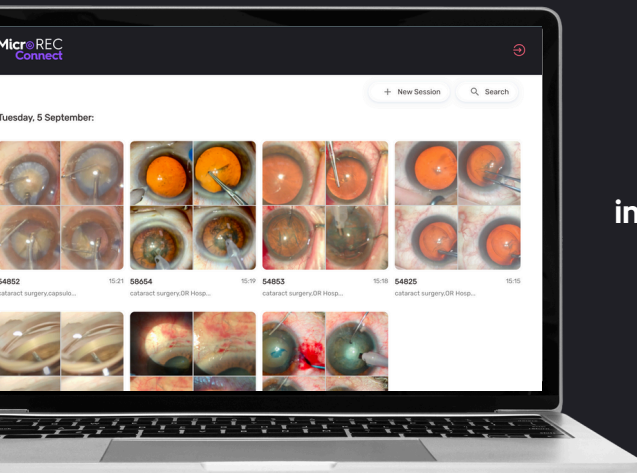 MicroREC
Connect
+ New Session
Search
Tuesday, 5 September:
54852 15:21
cataract surgery,capsulo...
58654 15:19
cataract surgery,OR Hosp...
54853 15:18
cataract surgery,OR Hosp...
54825 15:15
cataract surgery,OR Hosp...
in